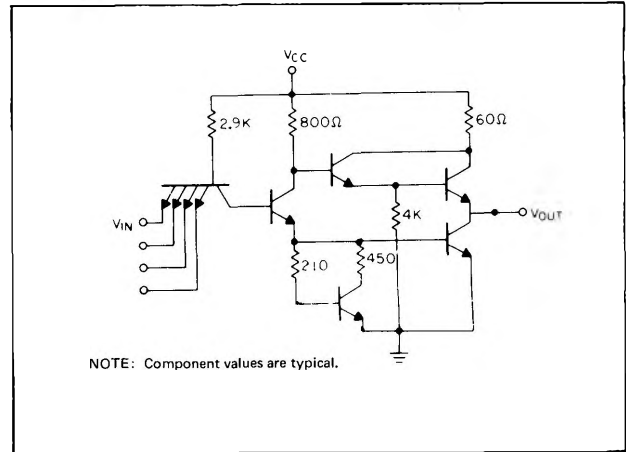 VCC
2.9K
800Ω
60Ω
VIN
4K
VOUT
210
450
NOTE: Component values are typical.